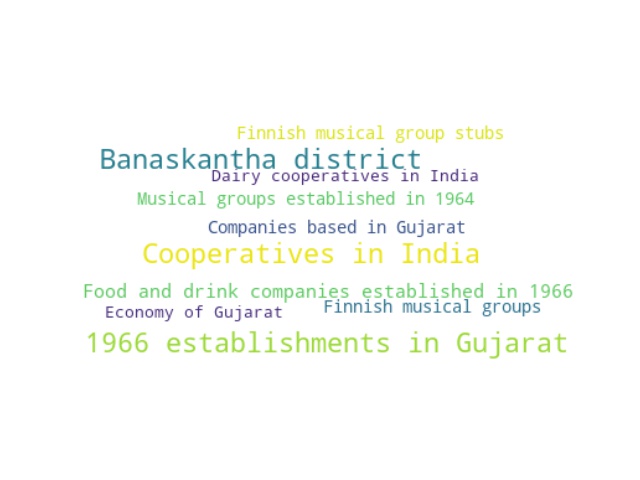 Finnish musical group stubs
Banaskantha district
Dairy cooperatives in India
Musical groups established in 1964
Companies based in Gujarat
Cooperatives in India
Food and drink companies established in 1966
Finnish musical groups
Economy of Gujarat
1966 establishments in Gujarat